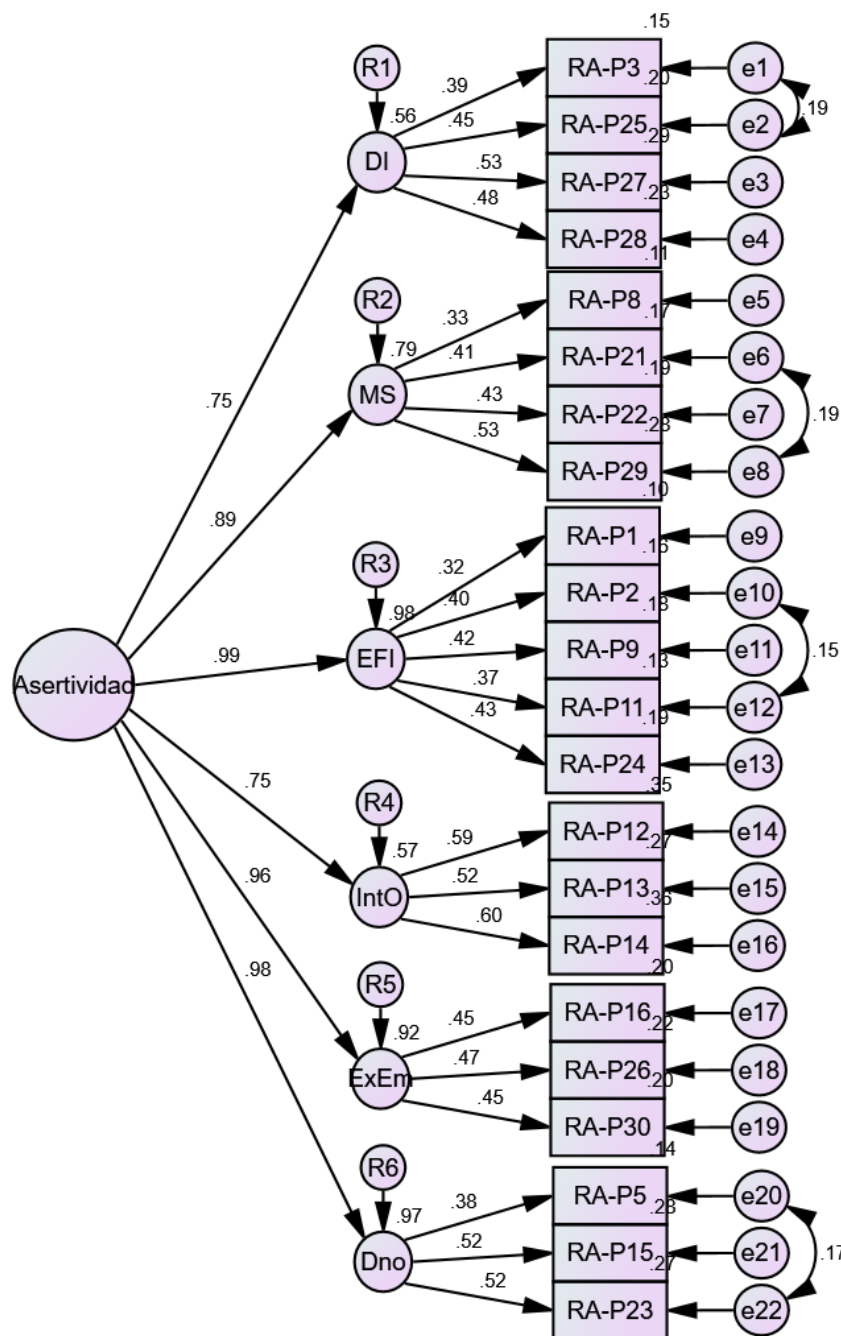 .15
R1
RA-P3
e1
.39
.20
.56
.45
RA-P25
e2
.19
.29
DI
.53
RA-P27
e3
.23
.48
RA-P28
e4
.11
R2
RA-P8
e5
.33
.17
.79
.41
RA-P21
e6
.19
.75
MS
.43
RA-P22
e7
.19
.28
.53
RA-P29
e8
.10
.89
RA-P1
e9
R3
.32
.16
.98
.40
RA-P2
e10
.18
.99
EFI
.42
RA-P9
e11
.15
.13
Asertividad
.37
RA-P11
e12
.19
.43
RA-P24
e13
.35
.75
R4
RA-P12
e14
.59
.27
.57
.52
RA-P13
e15
.96
IntO
.36
.60
RA-P14
e16
.20
.98
R5
RA-P16
e17
.45
.22
.92
.47
RA-P26
e18
ExEm
.20
.45
RA-P30
e19
.14
R6
RA-P5
e20
.38
.28
.97
.52
RA-P15
e21
.17
Dno
.27
.52
RA-P23
e22